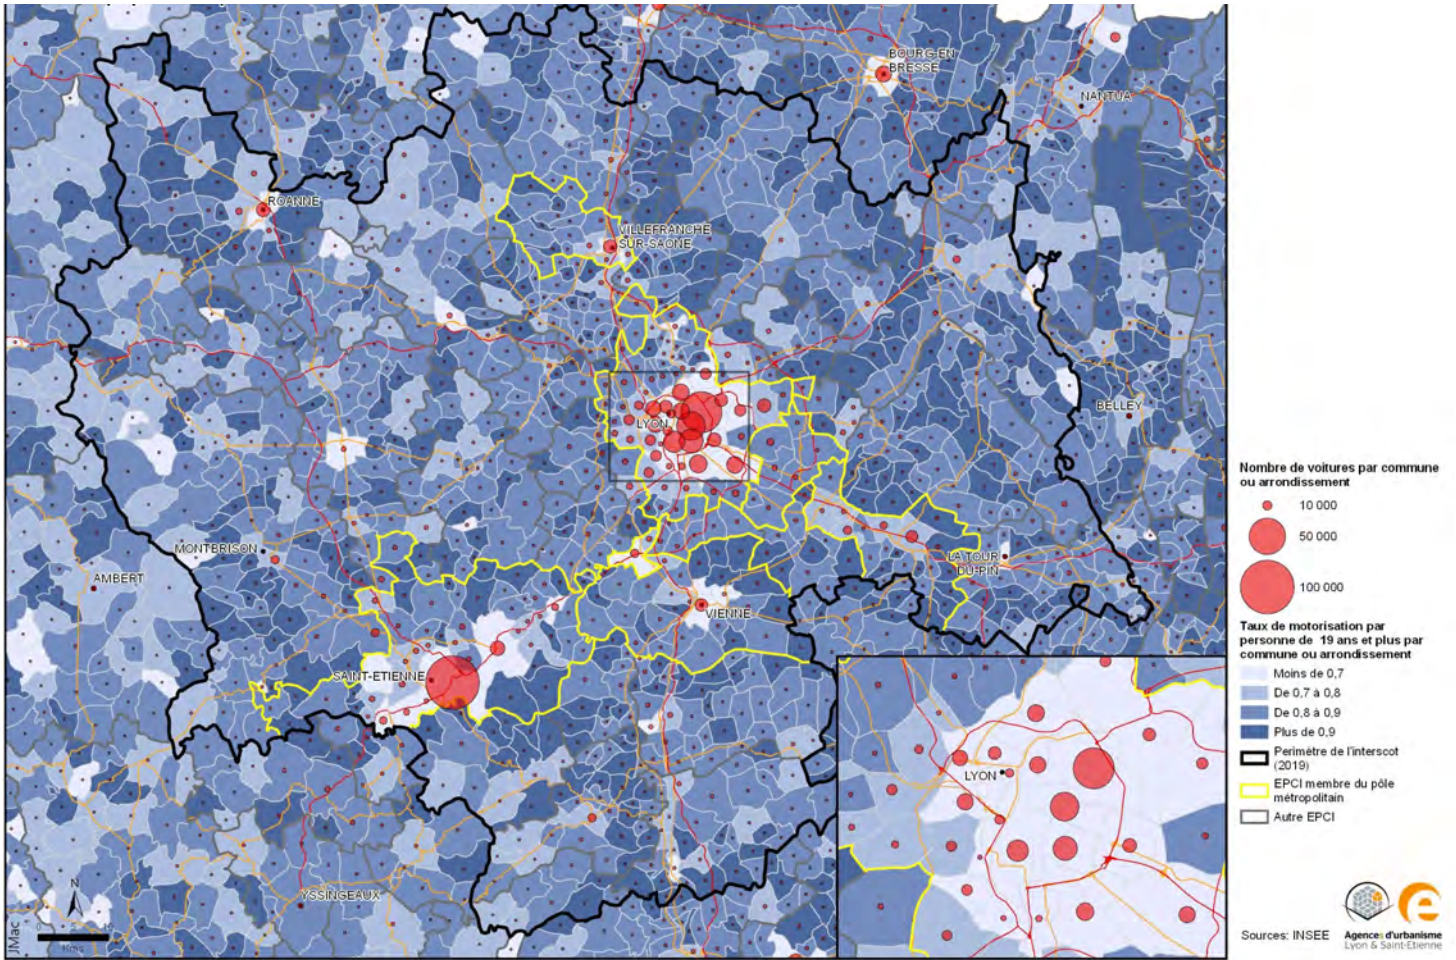 BOURG-EN
BRESSE
NANTUA
ROANNE
VILLEFRANCHE
SUR-SAONE
BELLEY
LYON
MONTBRISON
AMBERT
LA TOUR
DU-PIN
VIENNE
SAINT-ETIENNE
YSSINGEAUX
LYON
N
Kms
JMac
Nombre de voitures par commune
ou arrondissement
10 000
50 000
100 000
Taux de motorisation par
personne de 19 ans et plus par
commune ou arrondissement
Moins de 0,7
De 0,7 à 0,8
De 0,8 à 0,9
Plus de 0,9
Perimètre de l'interscot
(2019)
EPCI membre du pôle
métropolitain
Autre EPCI
Sources: INSEE
Agences d'urbanisme
Lyon & Saint-Etienne